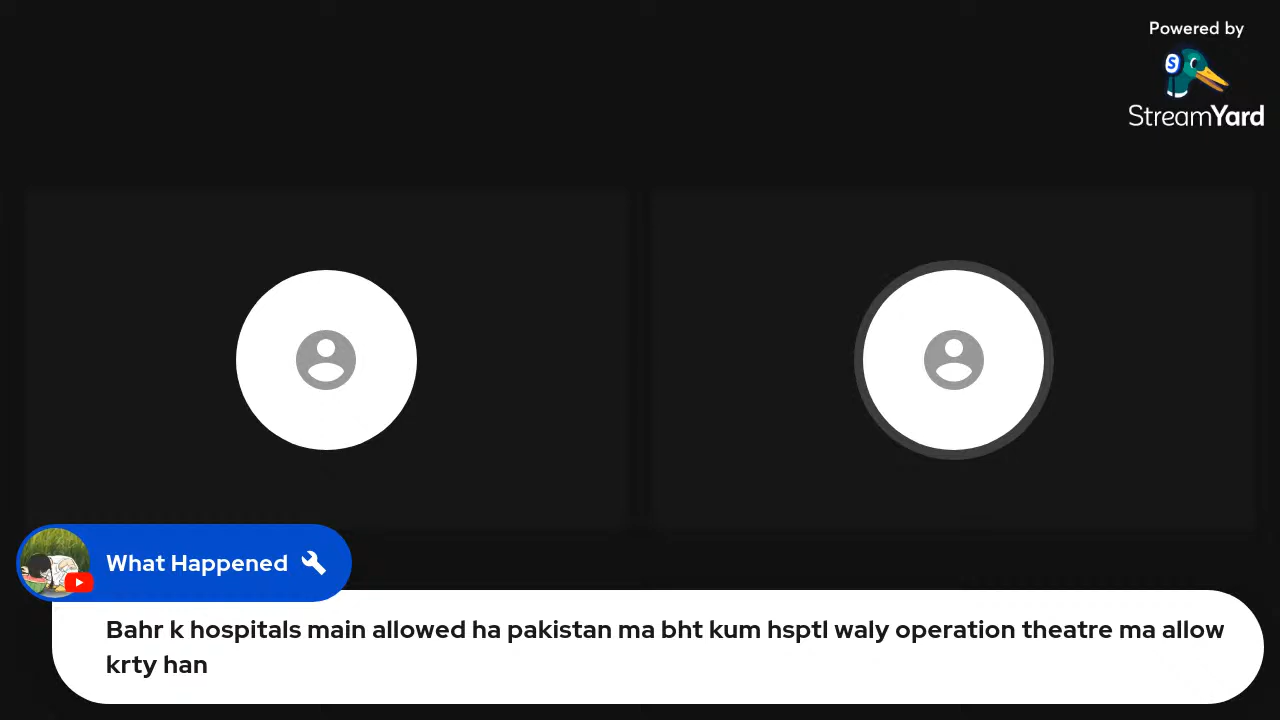 Powered by
S
StreamYard
What Happened
Bahr k hospitals main allowed ha pakistan ma bht kum hsptl waly operation theatre ma allow
krty han